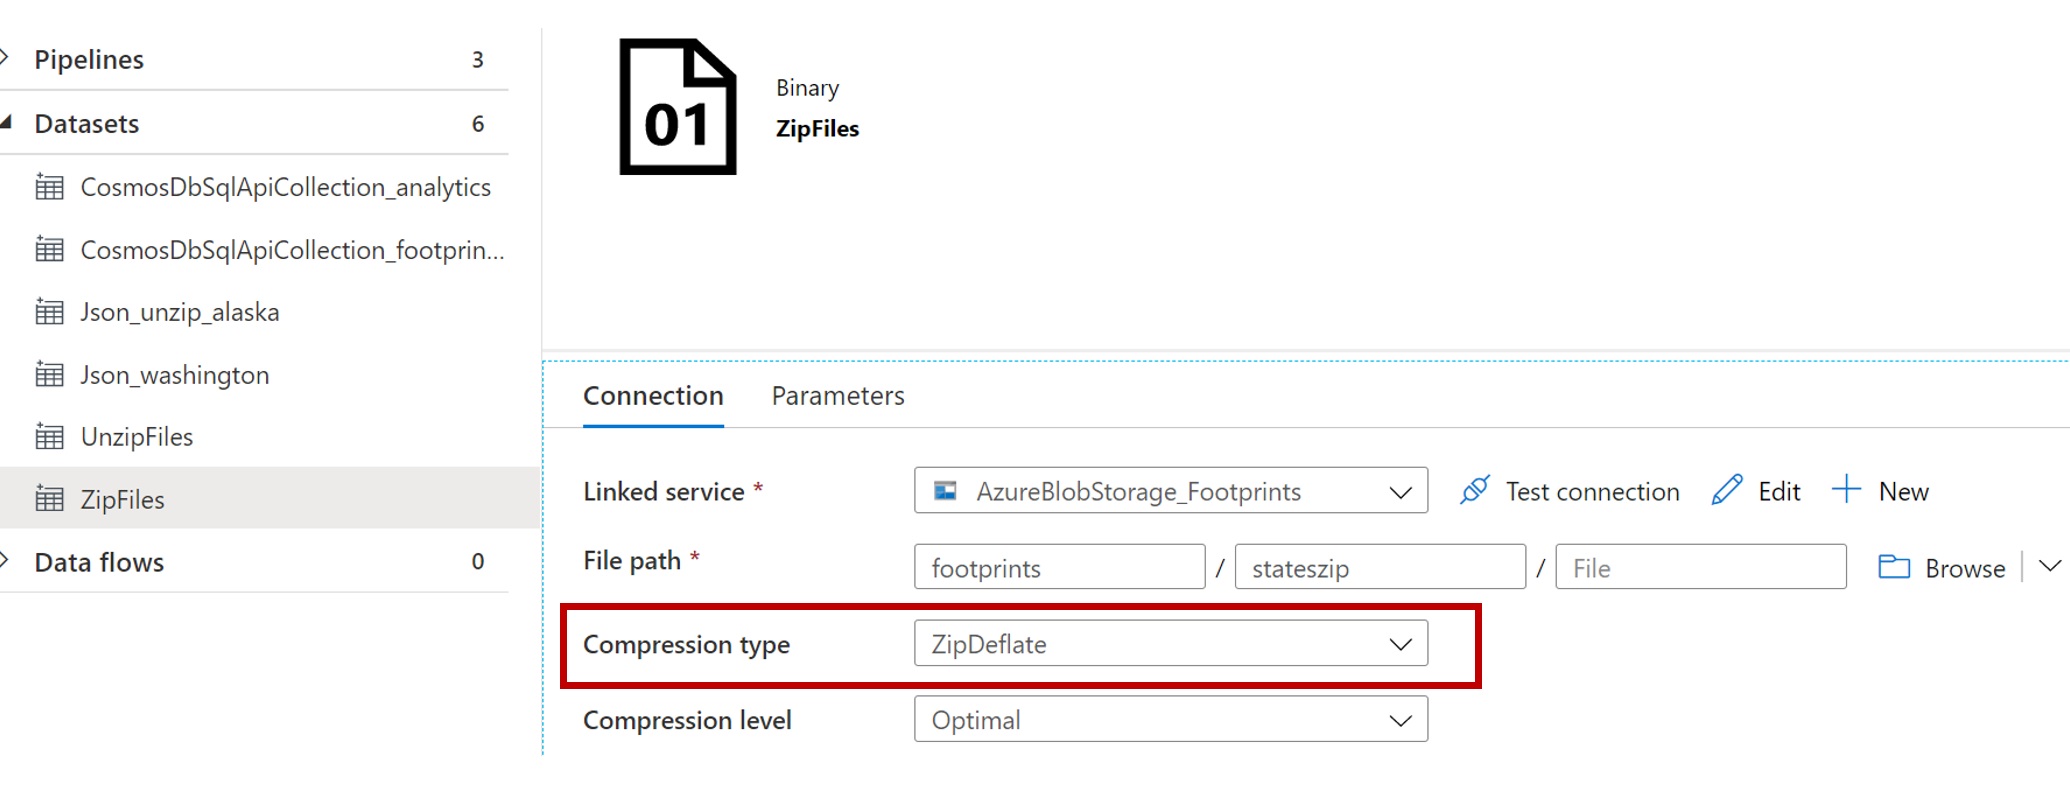 Pipelines 3
Datasets 6
CosmosDbSqlApiCollection_analytics
CosmosDbSqlApiCollection_footprin...
Json_unzip_alaska
Json_washington
UnzipFiles
ZipFiles
Data flows 0
01
Binary
ZipFiles
Connection Parameters
Linked service * AzureBlobStorage_Footprints Test connection Edit New
File path * footprints / stateszip / File Browse
Compression type ZipDeflate
Compression level Optimal